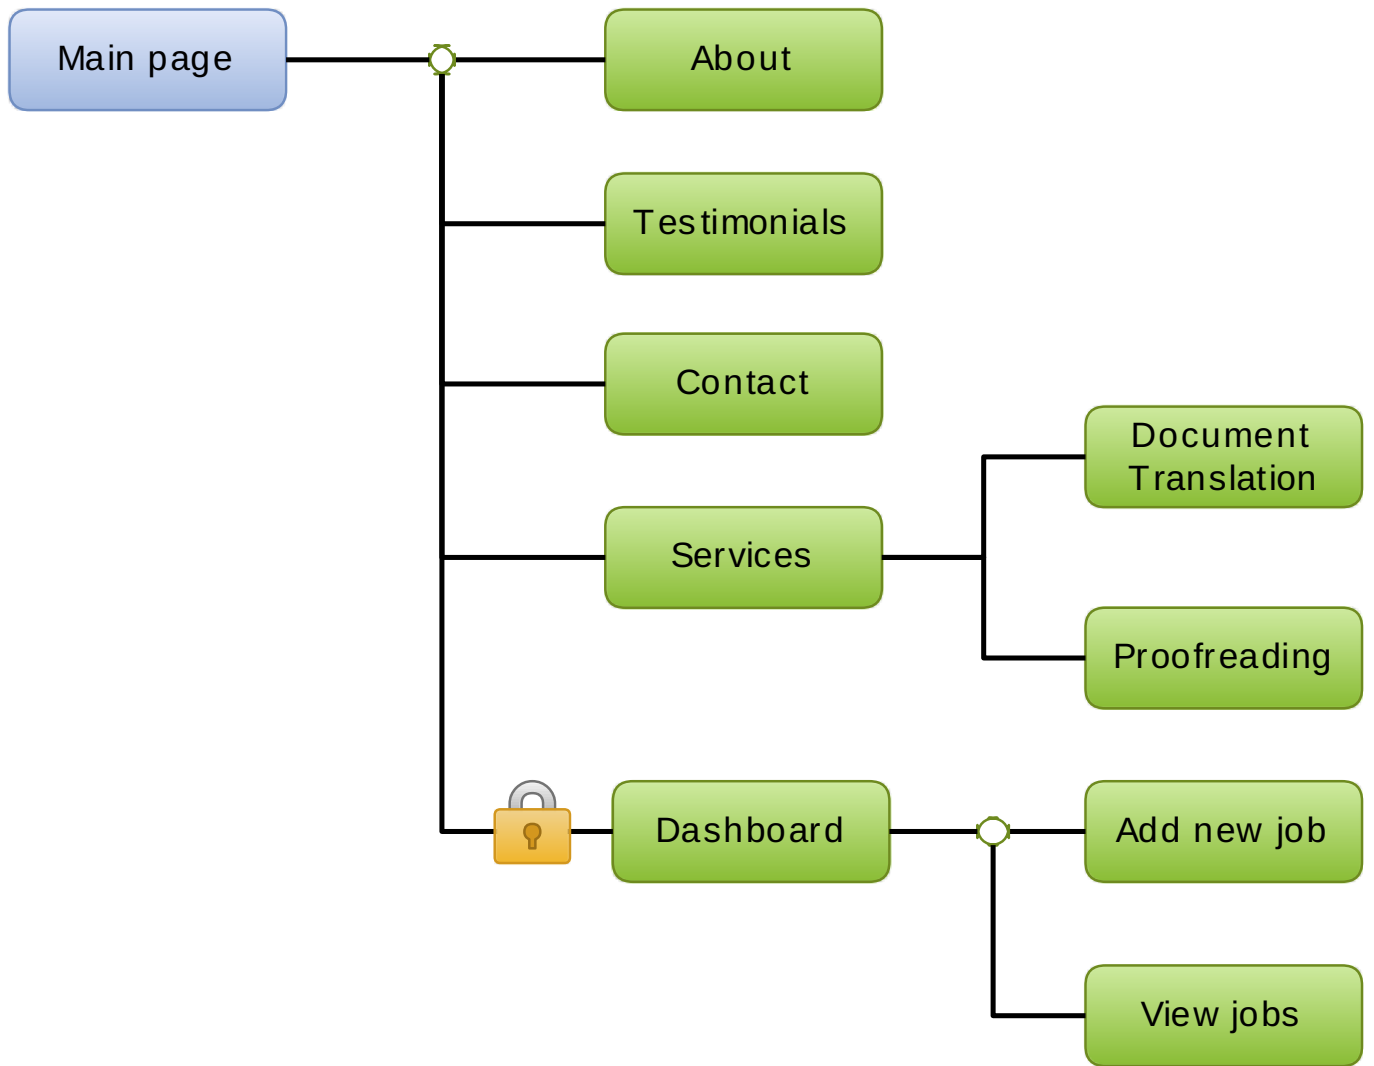 Main page
About
Testimonials
Contact
Services
Document
Translation
Proofreading
Dashboard
Add new job
View jobs